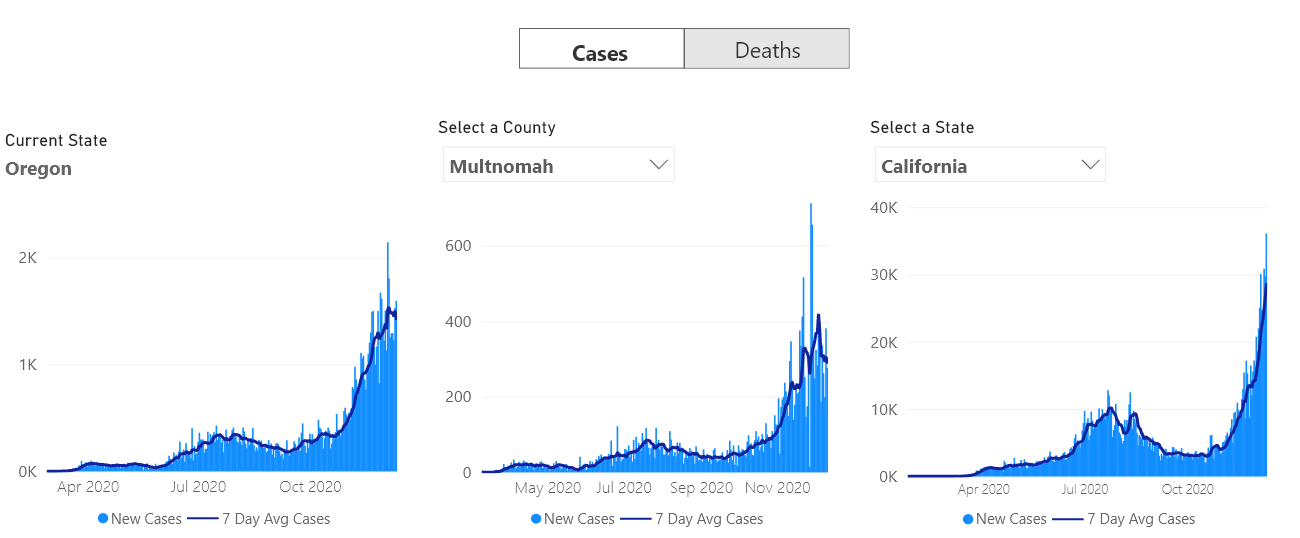 Cases Deaths
Current State
Oregon
2K
1K
0K
Apr 2020 Jul 2020 Oct 2020
New Cases 7 Day Avg Cases
Select a County
Multnomah
600
400
200
0
May 2020 Jul 2020 Sep 2020 Nov 2020
New Cases 7 Day Avg Cases
Select a State
California
40K
30K
20K
10K
0K
Apr 2020 Jul 2020 Oct 2020
New Cases 7 Day Avg Cases